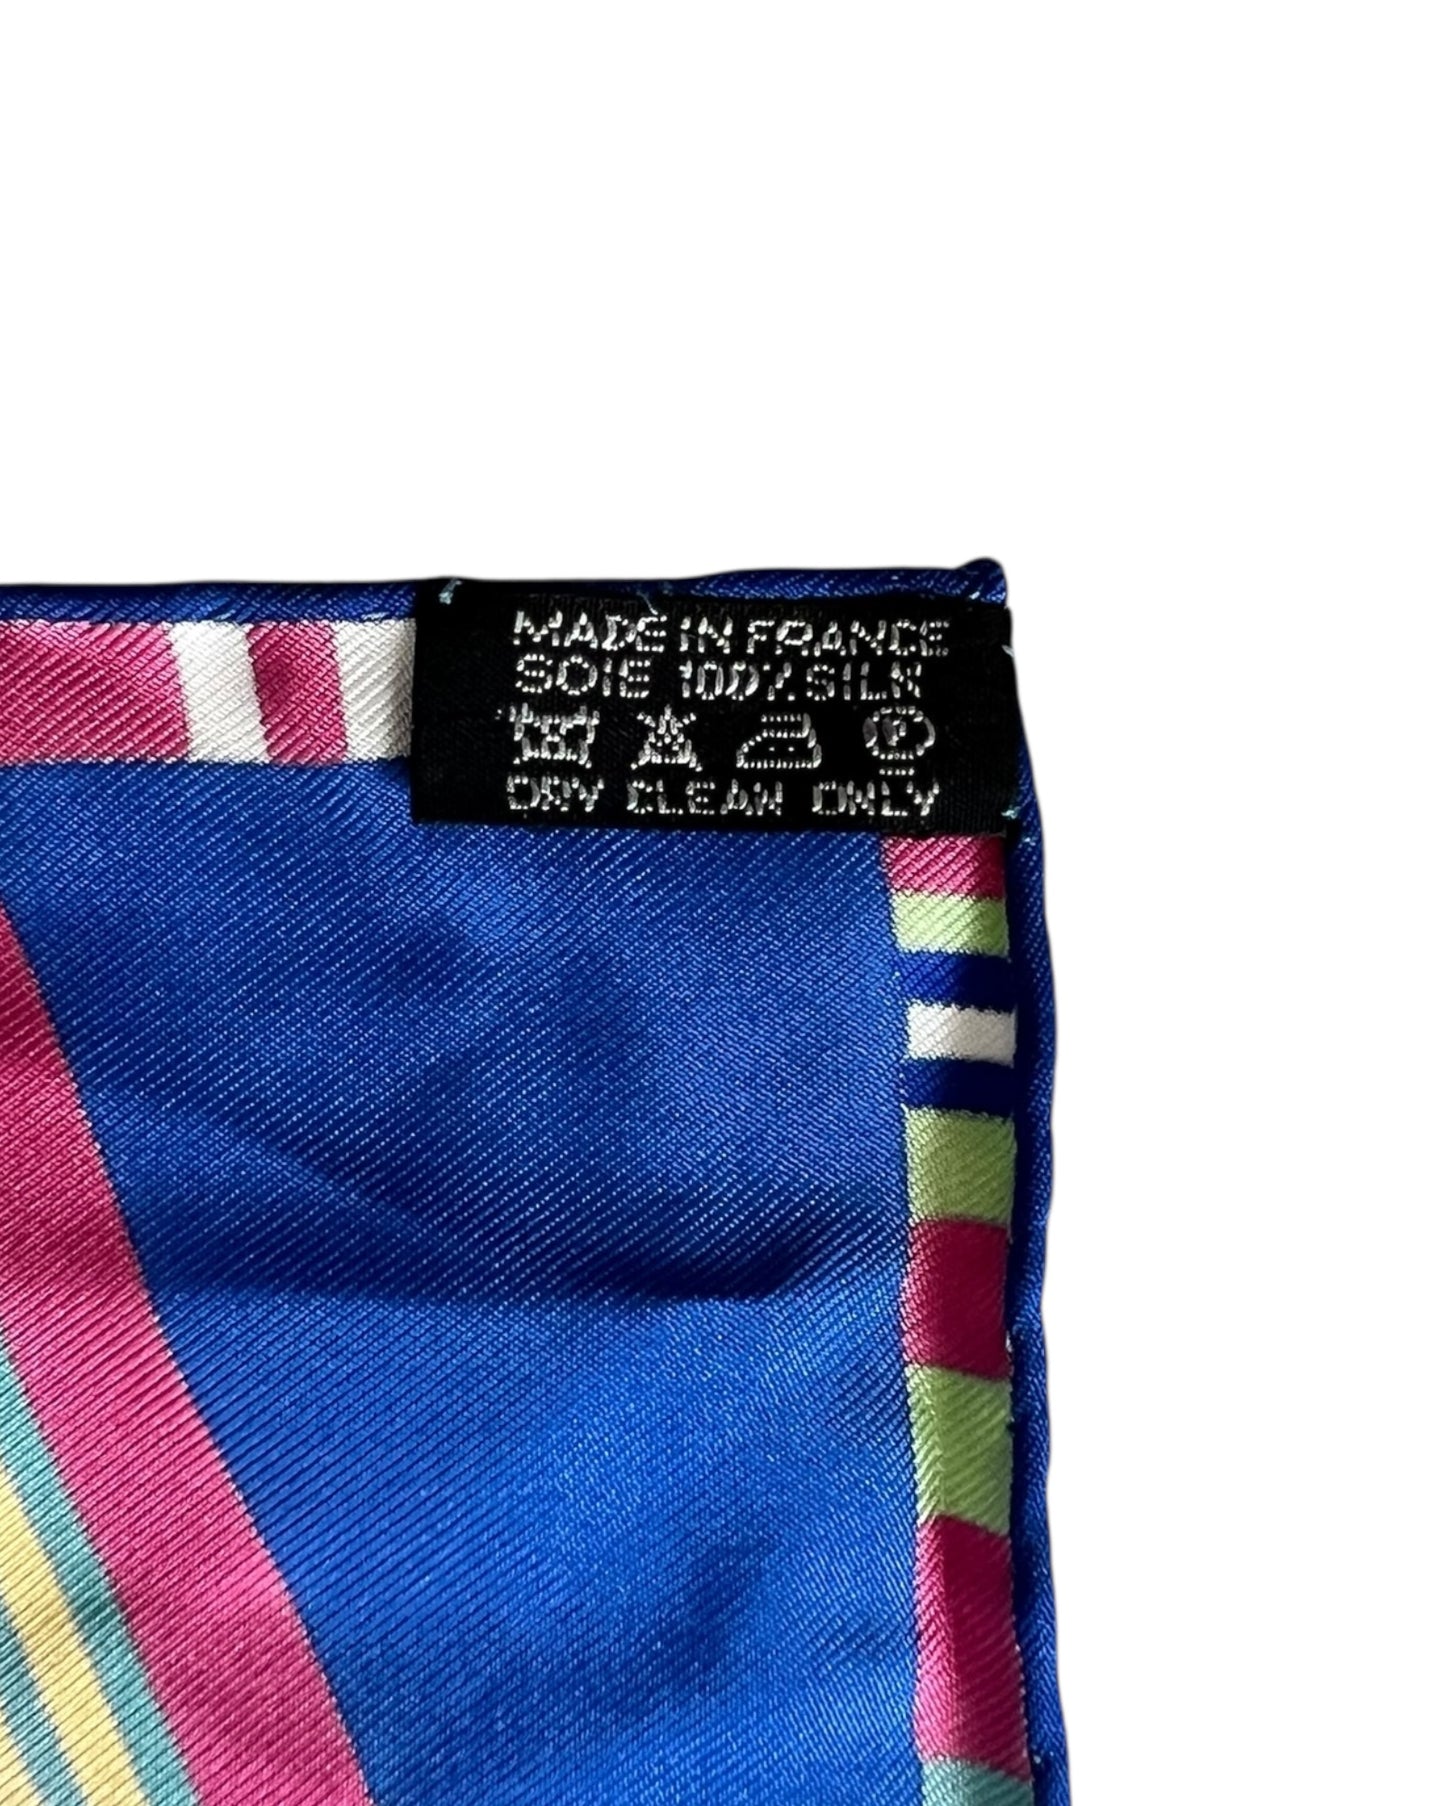 MADE IN FRANCE
SOIE 100% SILK
P
DRY CLEAN ONLY